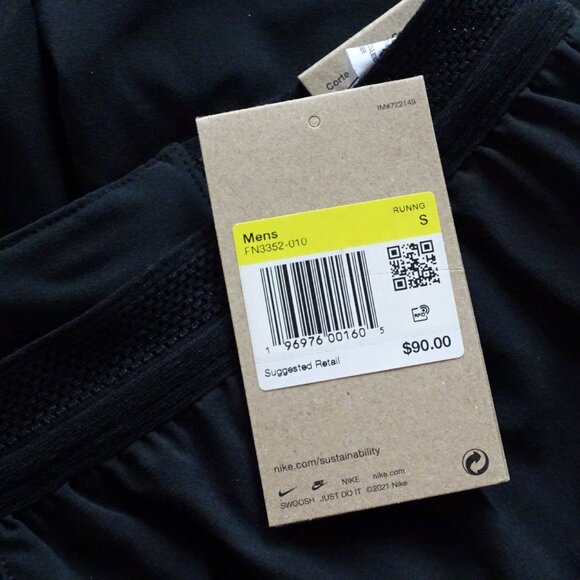 Corte
IM#722149
Mens
RUNNG
FN3352-010
S
RFID
1 96976 00160 5
Suggested Retail
$90.00
nike.com/sustainability
NIKE nike.com
SWOOSH JUST DO IT ©2021 Nike